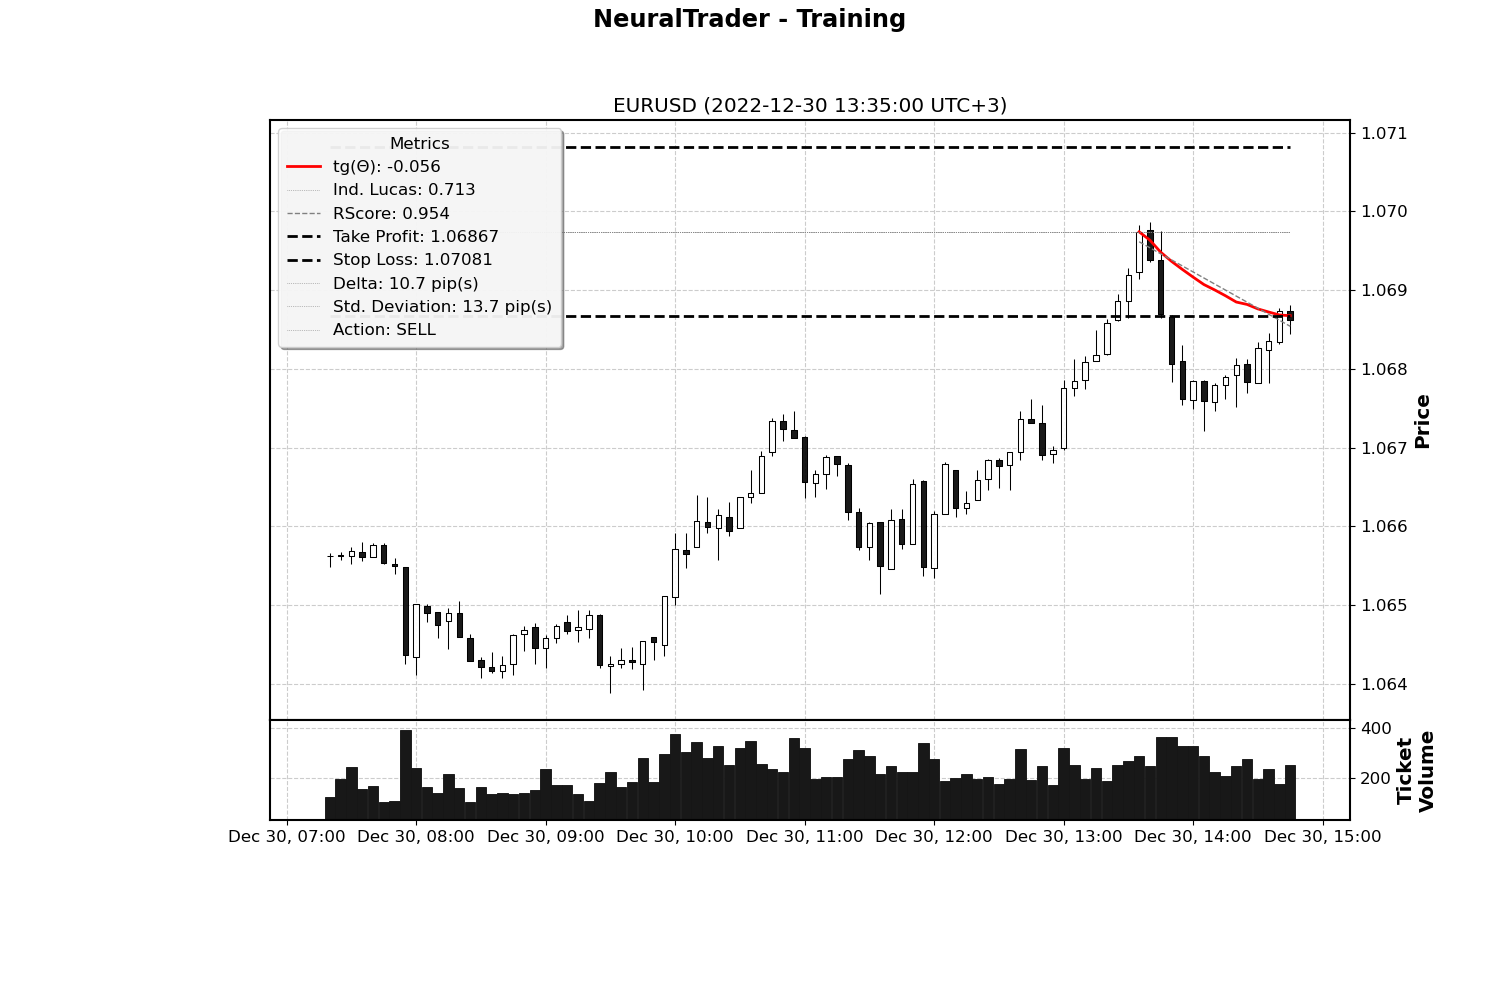 NeuralTrader - Training
EURUSD (2022-12-30 13:35:00 UTC+3)
Metrics
tg(Θ): -0.056
Ind. Lucas: 0.713
RScore: 0.954
Take Profit: 1.06867
Stop Loss: 1.07081
Delta: 10.7 pip(s)
Std. Deviation: 13.7 pip(s)
Action: SELL
1.071
1.070
1.069
1.068
1.067
1.066
1.065
1.064
Price
400
200
Ticket
Volume
Dec 30, 07:00
Dec 30, 08:00
Dec 30, 09:00
Dec 30, 10:00
Dec 30, 11:00
Dec 30, 12:00
Dec 30, 13:00
Dec 30, 14:00
Dec 30, 15:00